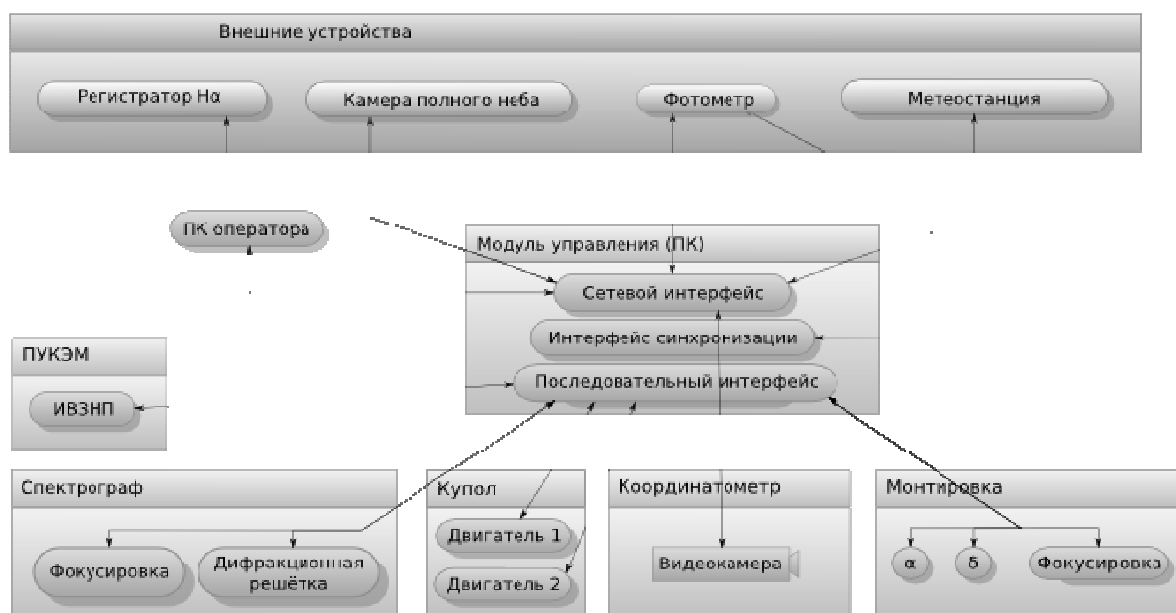 Внешние устройства
Регистратор Hα
Камера полного неба
Фотометр
Метеостанция
ПК оператора
Модуль управления (ПК)
Сетевой интерфейс
Интерфейс синхронизации
Последовательный интерфейс
ПУКЭМ
ИВЗНП
Спектрограф
Фокусировка
Дифракционная
решётка
Купол
Двигатель 1
Двигатель 2
Координатометр
Видеокамера
Монтировка
α
δ
Фокусировка